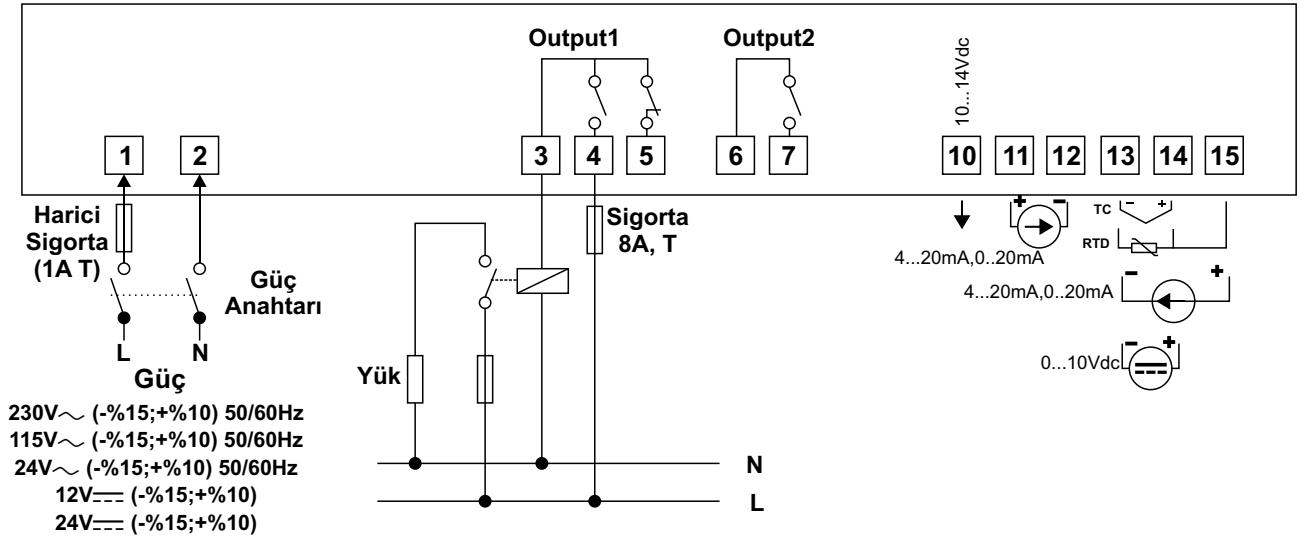 Output1
Output2
10...14Vdc
1
2
3
4
5
6
7
10
11
12
13
14
15
Harici
Sigorta
(1A T)
Güç
Anahtarı
L
N
Güç
230V～ (-%15;+%10) 50/60Hz
115V～ (-%15;+%10) 50/60Hz
24V～ (-%15;+%10) 50/60Hz
12V⎓ (-%15;+%10)
24V⎓ (-%15;+%10)
Sigorta
8A, T
Yük
N
L
+ -
4...20mA,0..20mA
TC - +
RTD
4...20mA,0..20mA - +
0...10Vdc - +